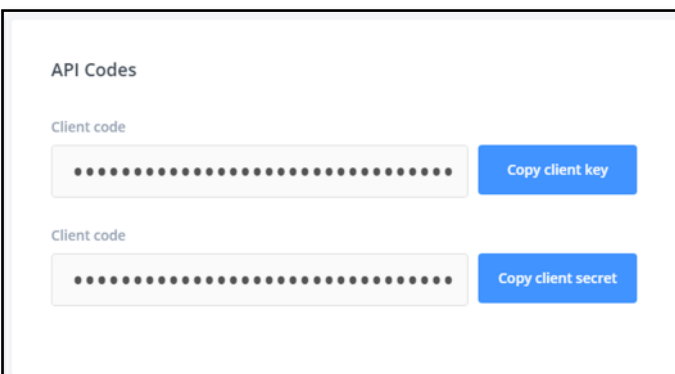 API Codes
Client code
•••••••••••••••••••••••••••••••• Copy client key
Client code
•••••••••••••••••••••••••••••••• Copy client secret